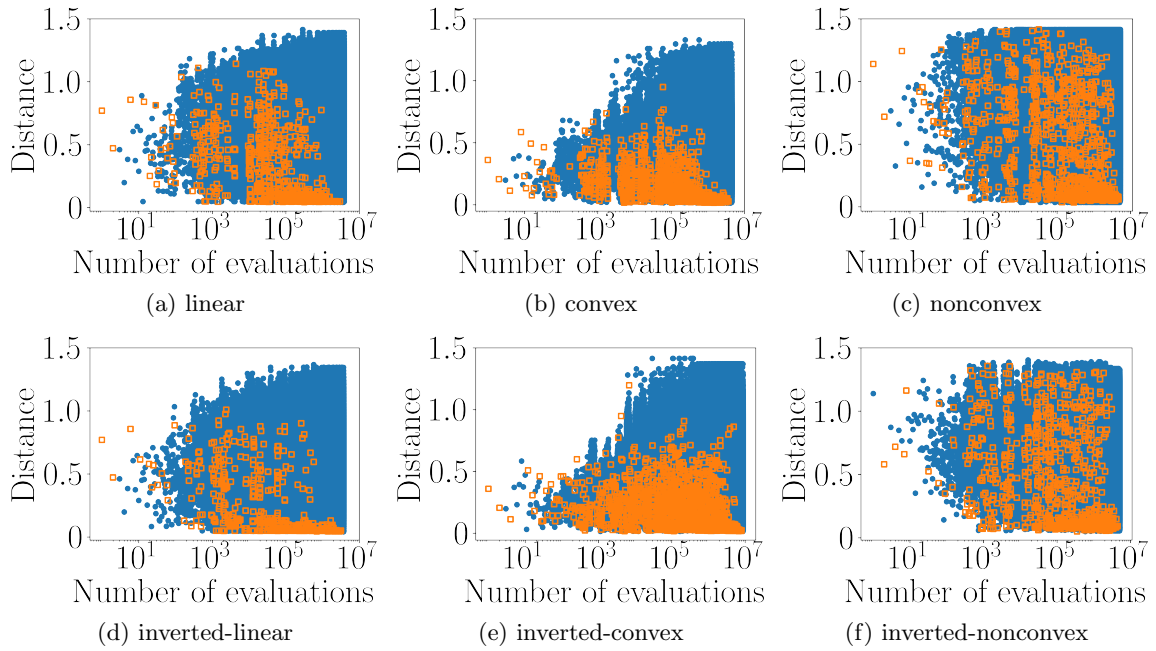 1.5
1.0
0.5
0
Distance
10^1 10^3 10^5 10^7
Number of evaluations
(a) linear
1.5
1.0
0.5
0
Distance
10^1 10^3 10^5 10^7
Number of evaluations
(b) convex
1.5
1.0
0.5
0
Distance
10^1 10^3 10^5 10^7
Number of evaluations
(c) nonconvex
1.5
1.0
0.5
0
Distance
10^1 10^3 10^5 10^7
Number of evaluations
(d) inverted-linear
1.5
1.0
0.5
0
Distance
10^1 10^3 10^5 10^7
Number of evaluations
(e) inverted-convex
1.5
1.0
0.5
0
Distance
10^1 10^3 10^5 10^7
Number of evaluations
(f) inverted-nonconvex